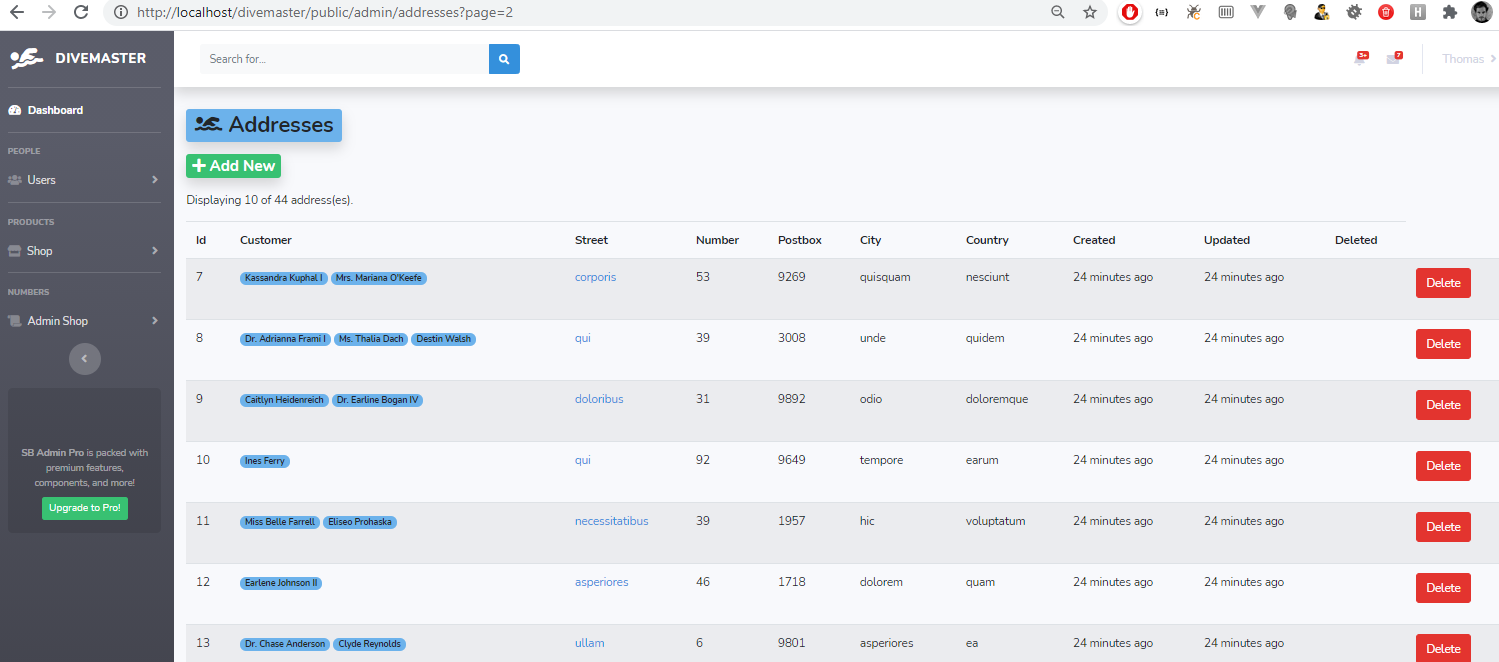 http://localhost/divemaster/public/admin/addresses?page=2
DIVEMASTER
Search for...
3+
7
Thomas
Dashboard
PEOPLE
Users
PRODUCTS
Shop
NUMBERS
Admin Shop
SB Admin Pro is packed with
premium features,
components, and more!
Upgrade to Pro!
Addresses
Add New
Displaying 10 of 44 address(es).
Id Customer Street Number Postbox City Country Created Updated Deleted
7 Kassandra Kuphal I Mrs. Mariana O'Keefe corporis 53 9269 quisquam nesciunt 24 minutes ago 24 minutes ago Delete
8 Dr. Adrianna Frami I Ms. Thalia Dach Destin Walsh qui 39 3008 unde quidem 24 minutes ago 24 minutes ago Delete
9 Caitlyn Heidenreich Dr. Earline Bogan IV doloribus 31 9892 odio doloremque 24 minutes ago 24 minutes ago Delete
10 Ines Ferry qui 92 9649 tempore earum 24 minutes ago 24 minutes ago Delete
11 Miss Belle Farrell Eliseo Prohaska necessitatibus 39 1957 hic voluptatum 24 minutes ago 24 minutes ago Delete
12 Earlene Johnson II asperiores 46 1718 dolorem quam 24 minutes ago 24 minutes ago Delete
13 Dr. Chase Anderson Clyde Reynolds ullam 6 9801 asperiores ea 24 minutes ago 24 minutes ago Delete